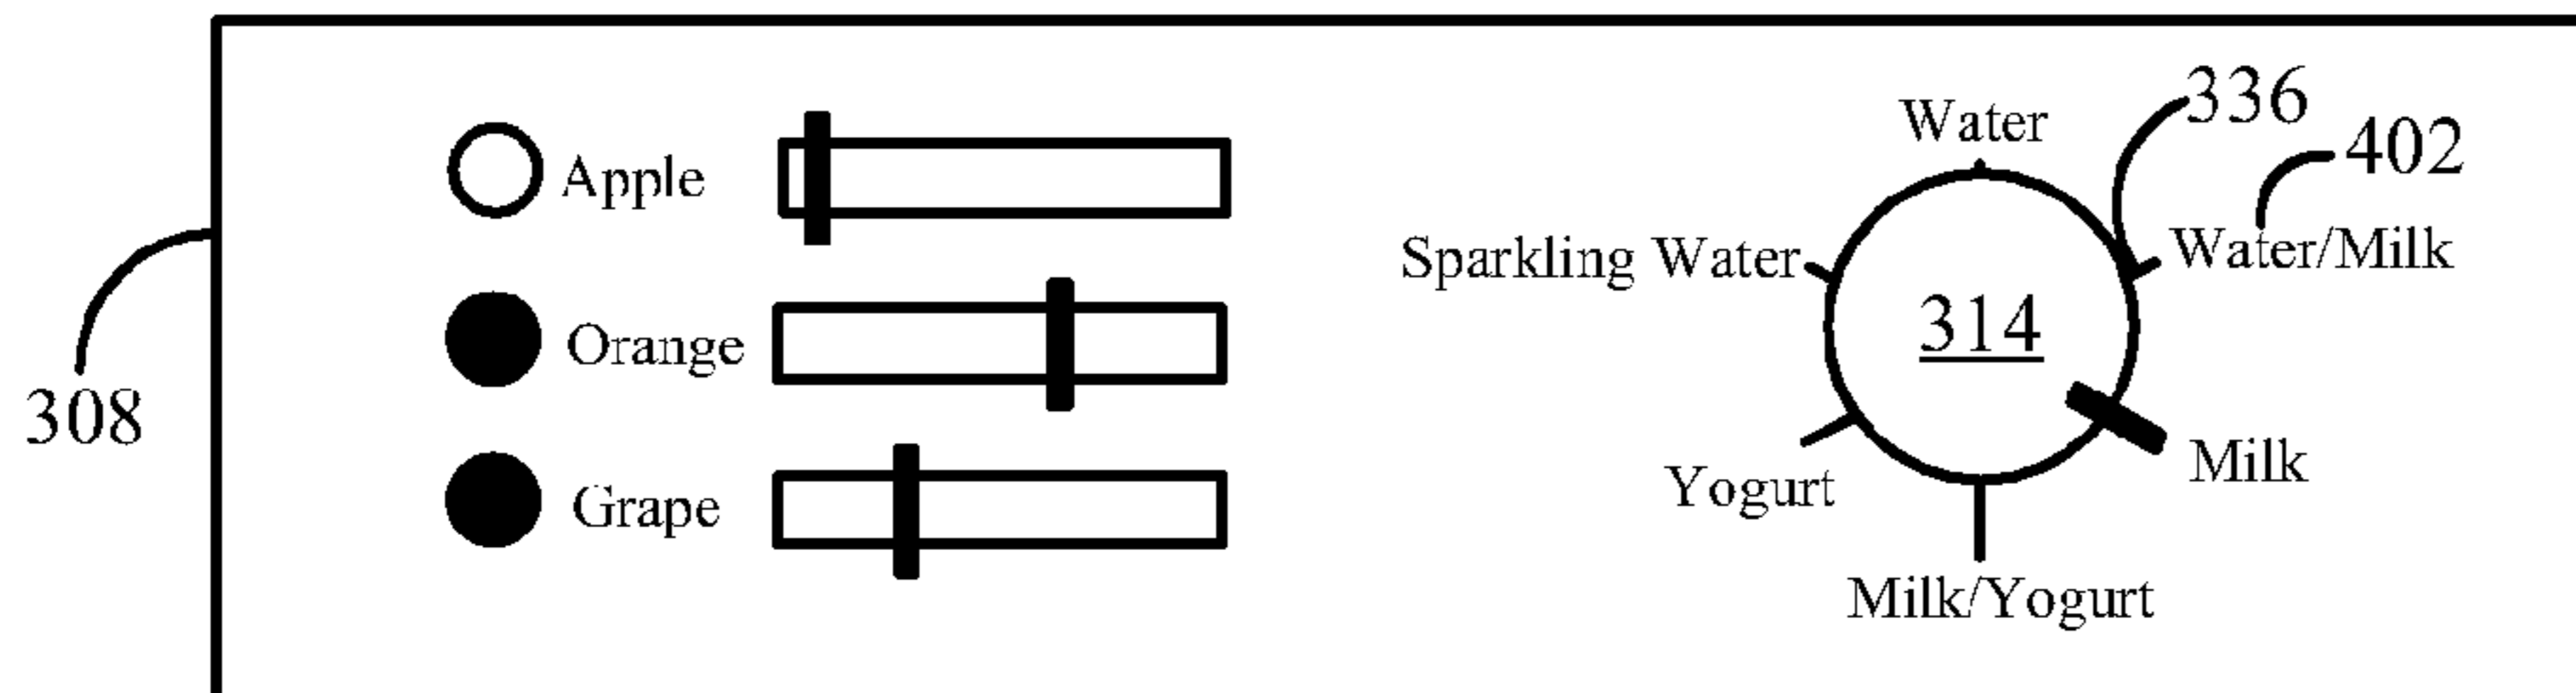 336
Water
402
Apple
Water/Milk
Sparkling Water
314
Orange
308
Milk
Yogurt
Grape
Milk/Yogurt